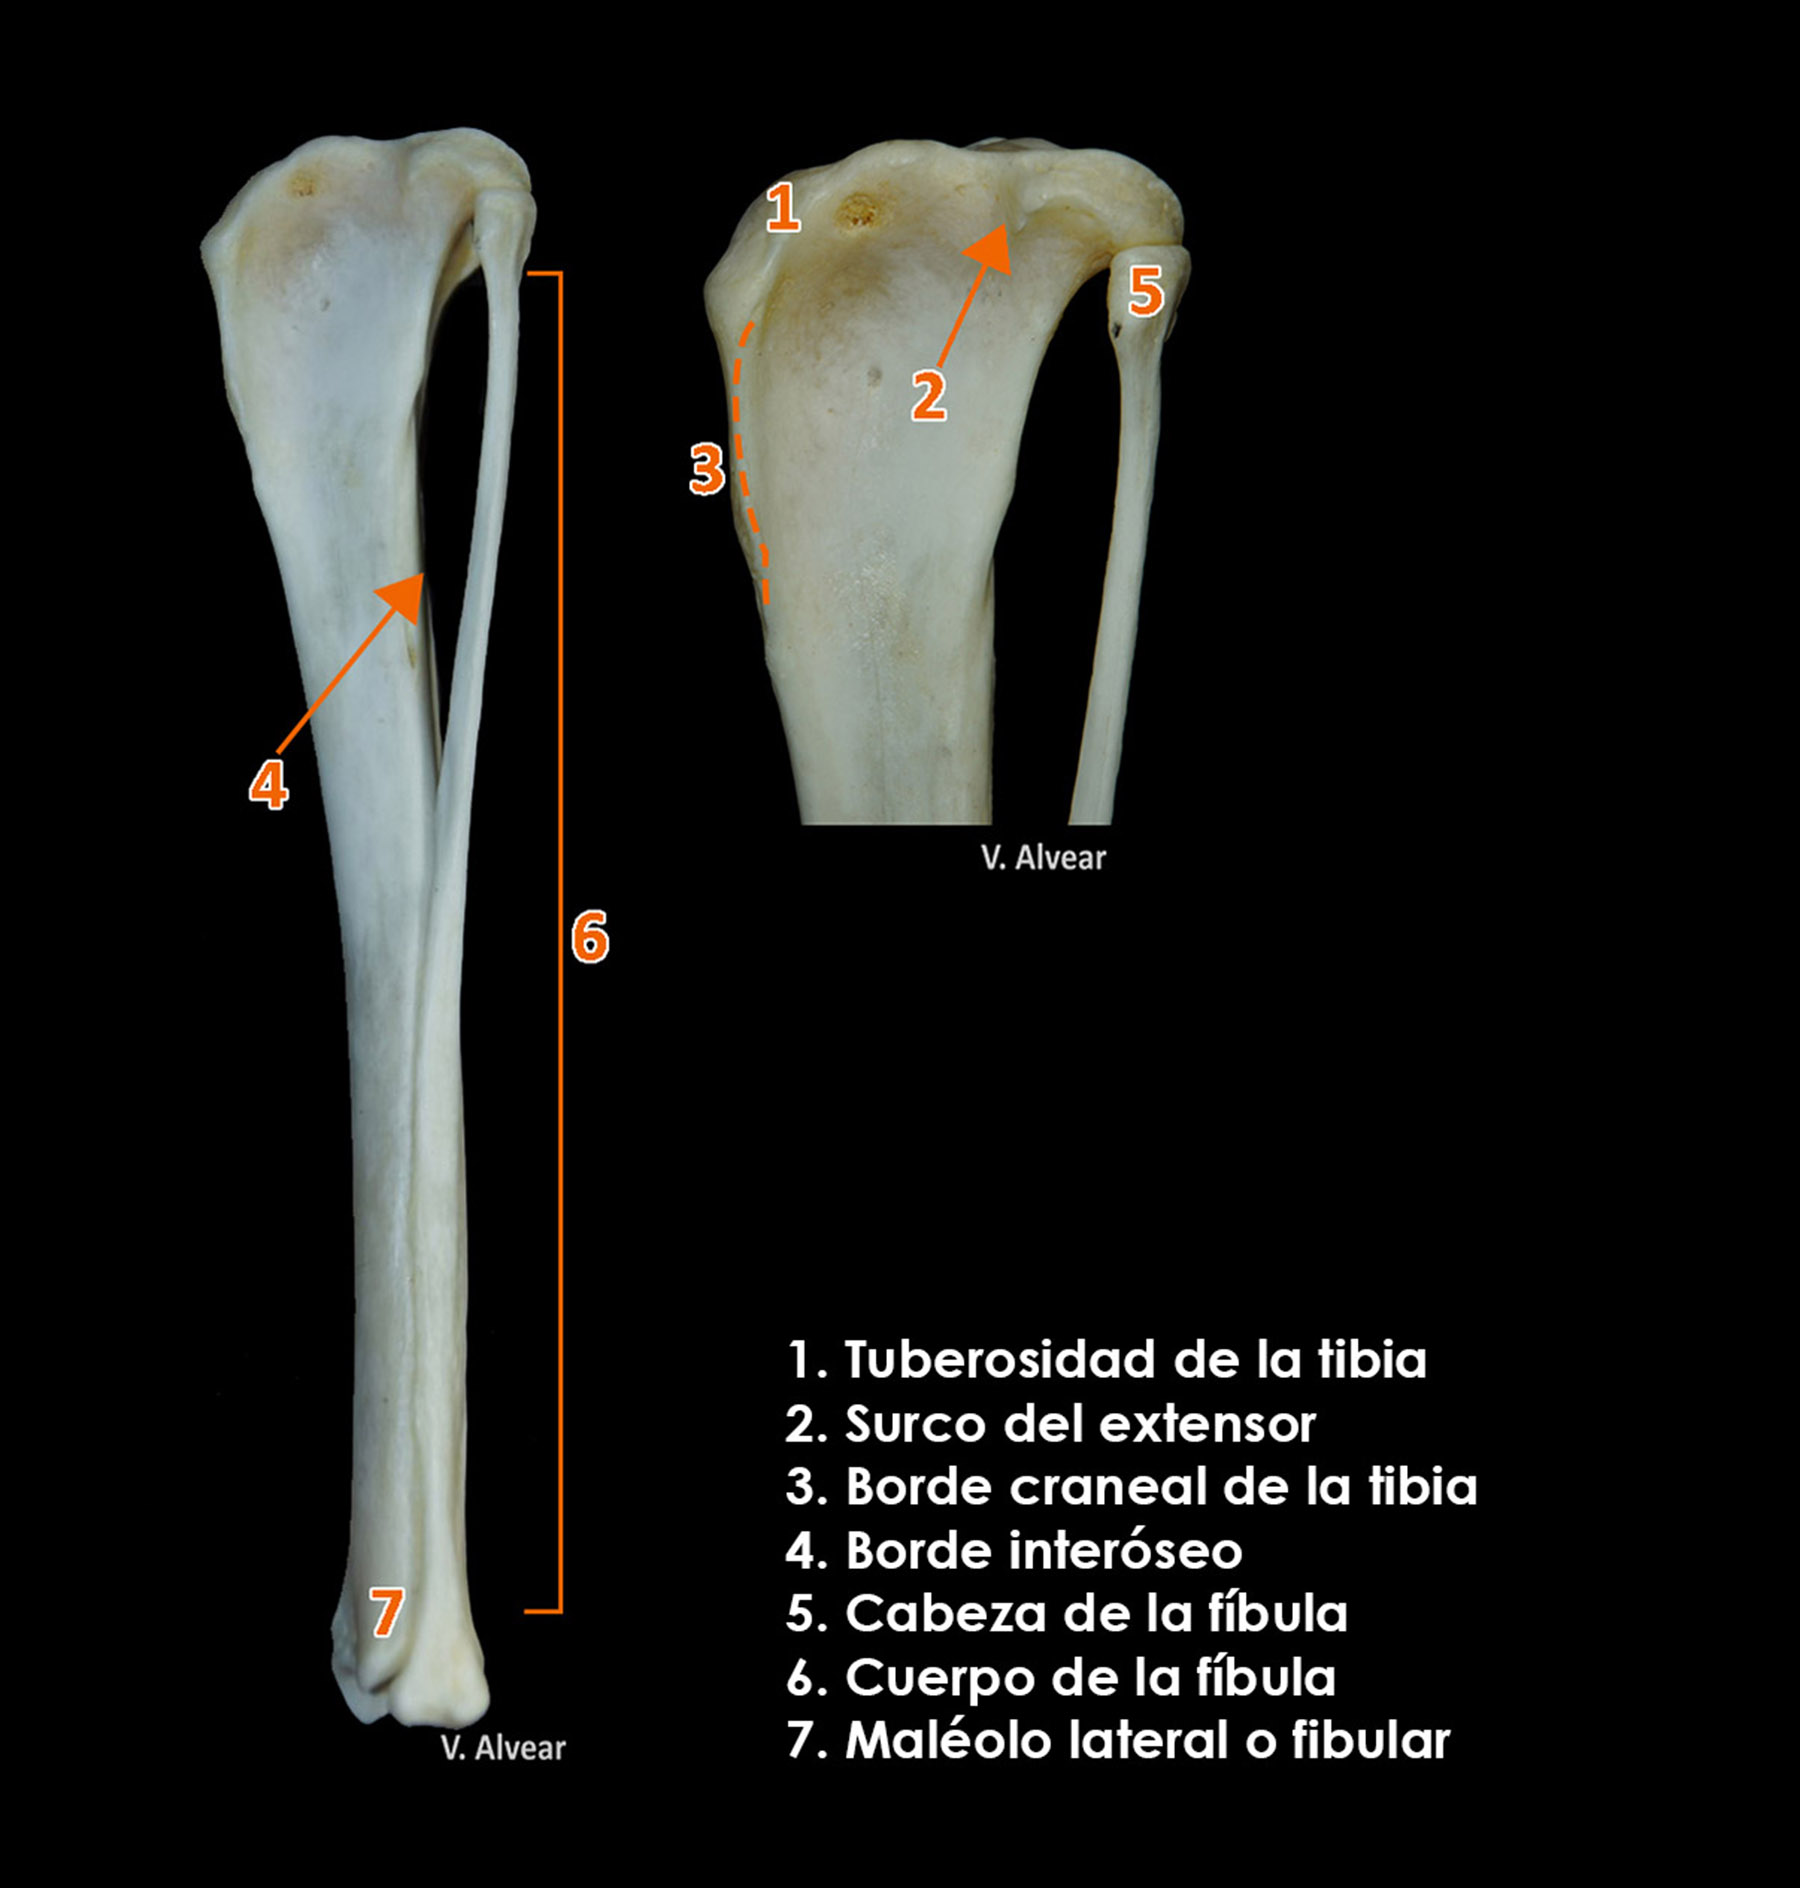 1
2
3
5
4
V. Alvear
6
7
V. Alvear
1. Tuberosidad de la tibia
2. Surco del extensor
3. Borde craneal de la tibia
4. Borde interóseo
5. Cabeza de la fíbula
6. Cuerpo de la fíbula
7. Maléolo lateral o fibular